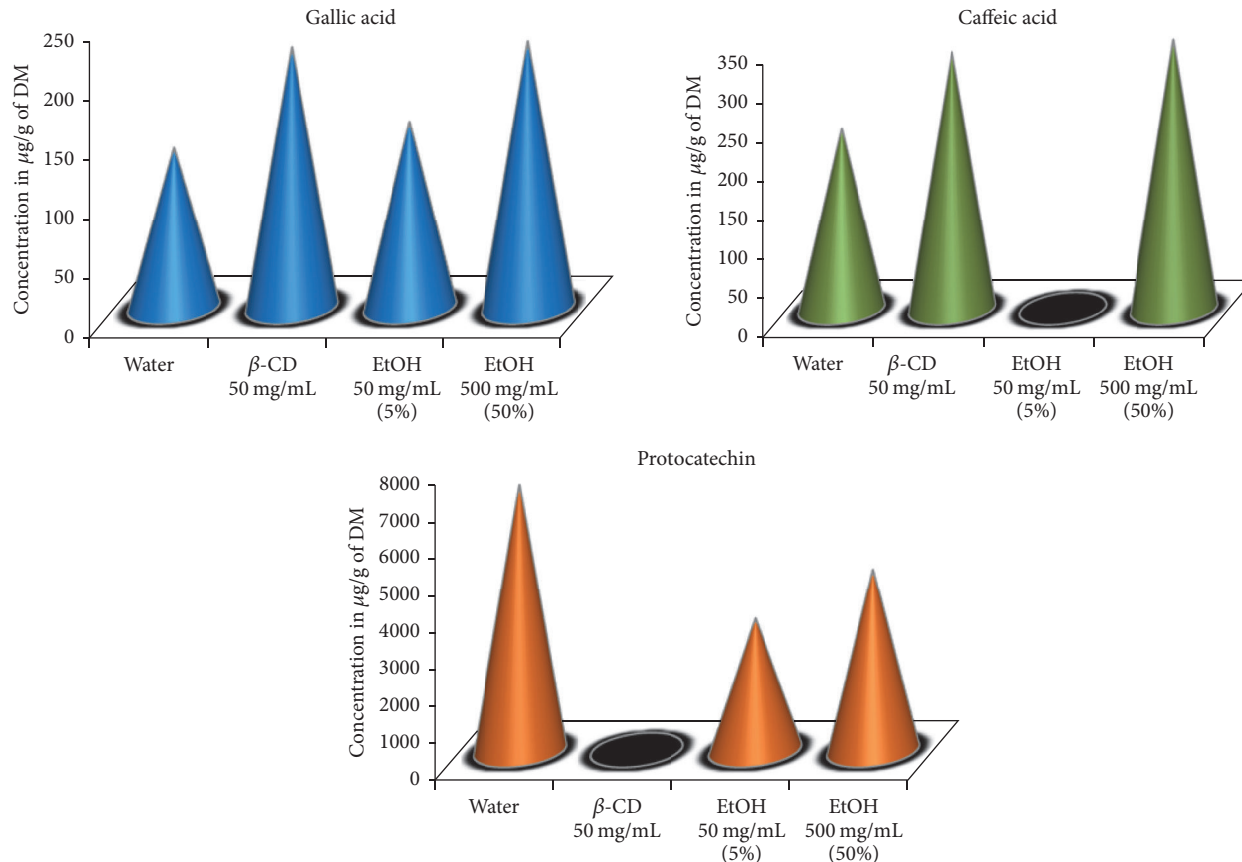 Gallic acid
Concentration in μg/g of DM
250
200
150
100
50
0
Water
β-CD
50 mg/mL
EtOH
50 mg/mL
(5%)
EtOH
500 mg/mL
(50%)
Caffeic acid
Concentration in μg/g of DM
350
300
250
200
150
100
50
0
Water
β-CD
50 mg/mL
EtOH
50 mg/mL
(5%)
EtOH
500 mg/mL
(50%)
Protocatechin
Concentration in μg/g of DM
8000
7000
6000
5000
4000
3000
2000
1000
0
Water
β-CD
50 mg/mL
EtOH
50 mg/mL
(5%)
EtOH
500 mg/mL
(50%)